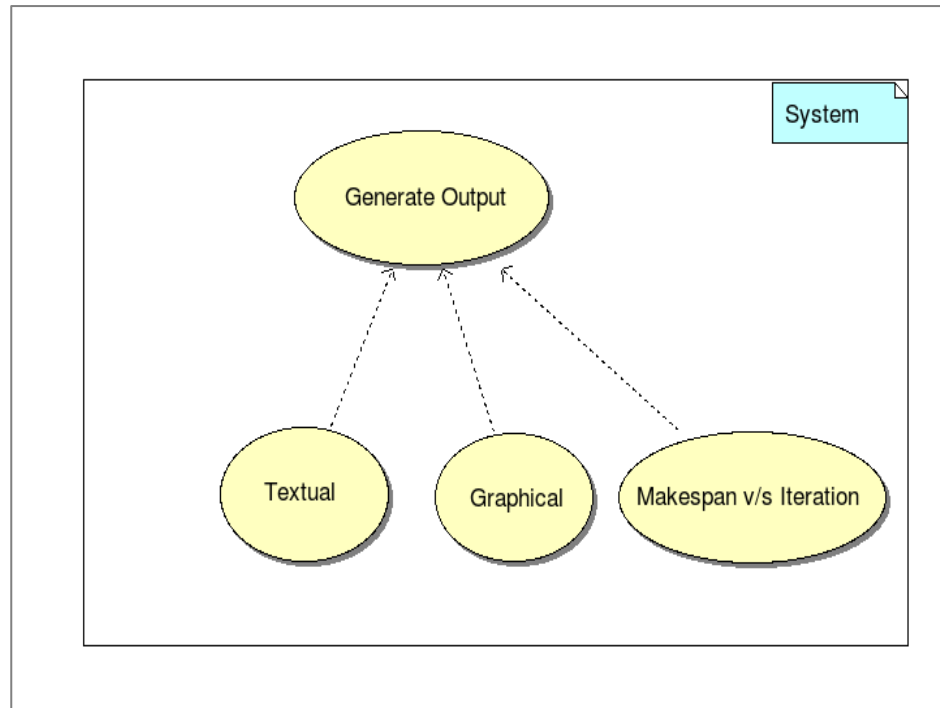 System
Generate Output
Textual
Graphical
Makespan v/s Iteration